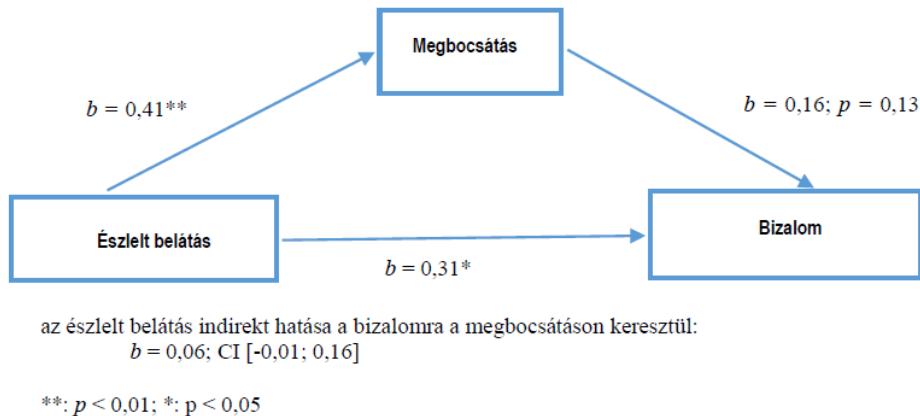 Megbocsátás
b = 0,41**
b = 0,16; p = 0,13
Észlelt belátás
Bizalom
b = 0,31*
az észlelt belátás indirekt hatása a bizalomra a megbocsátáson keresztül:
b = 0,06; CI [-0,01; 0,16]
**: p < 0,01; *: p < 0,05